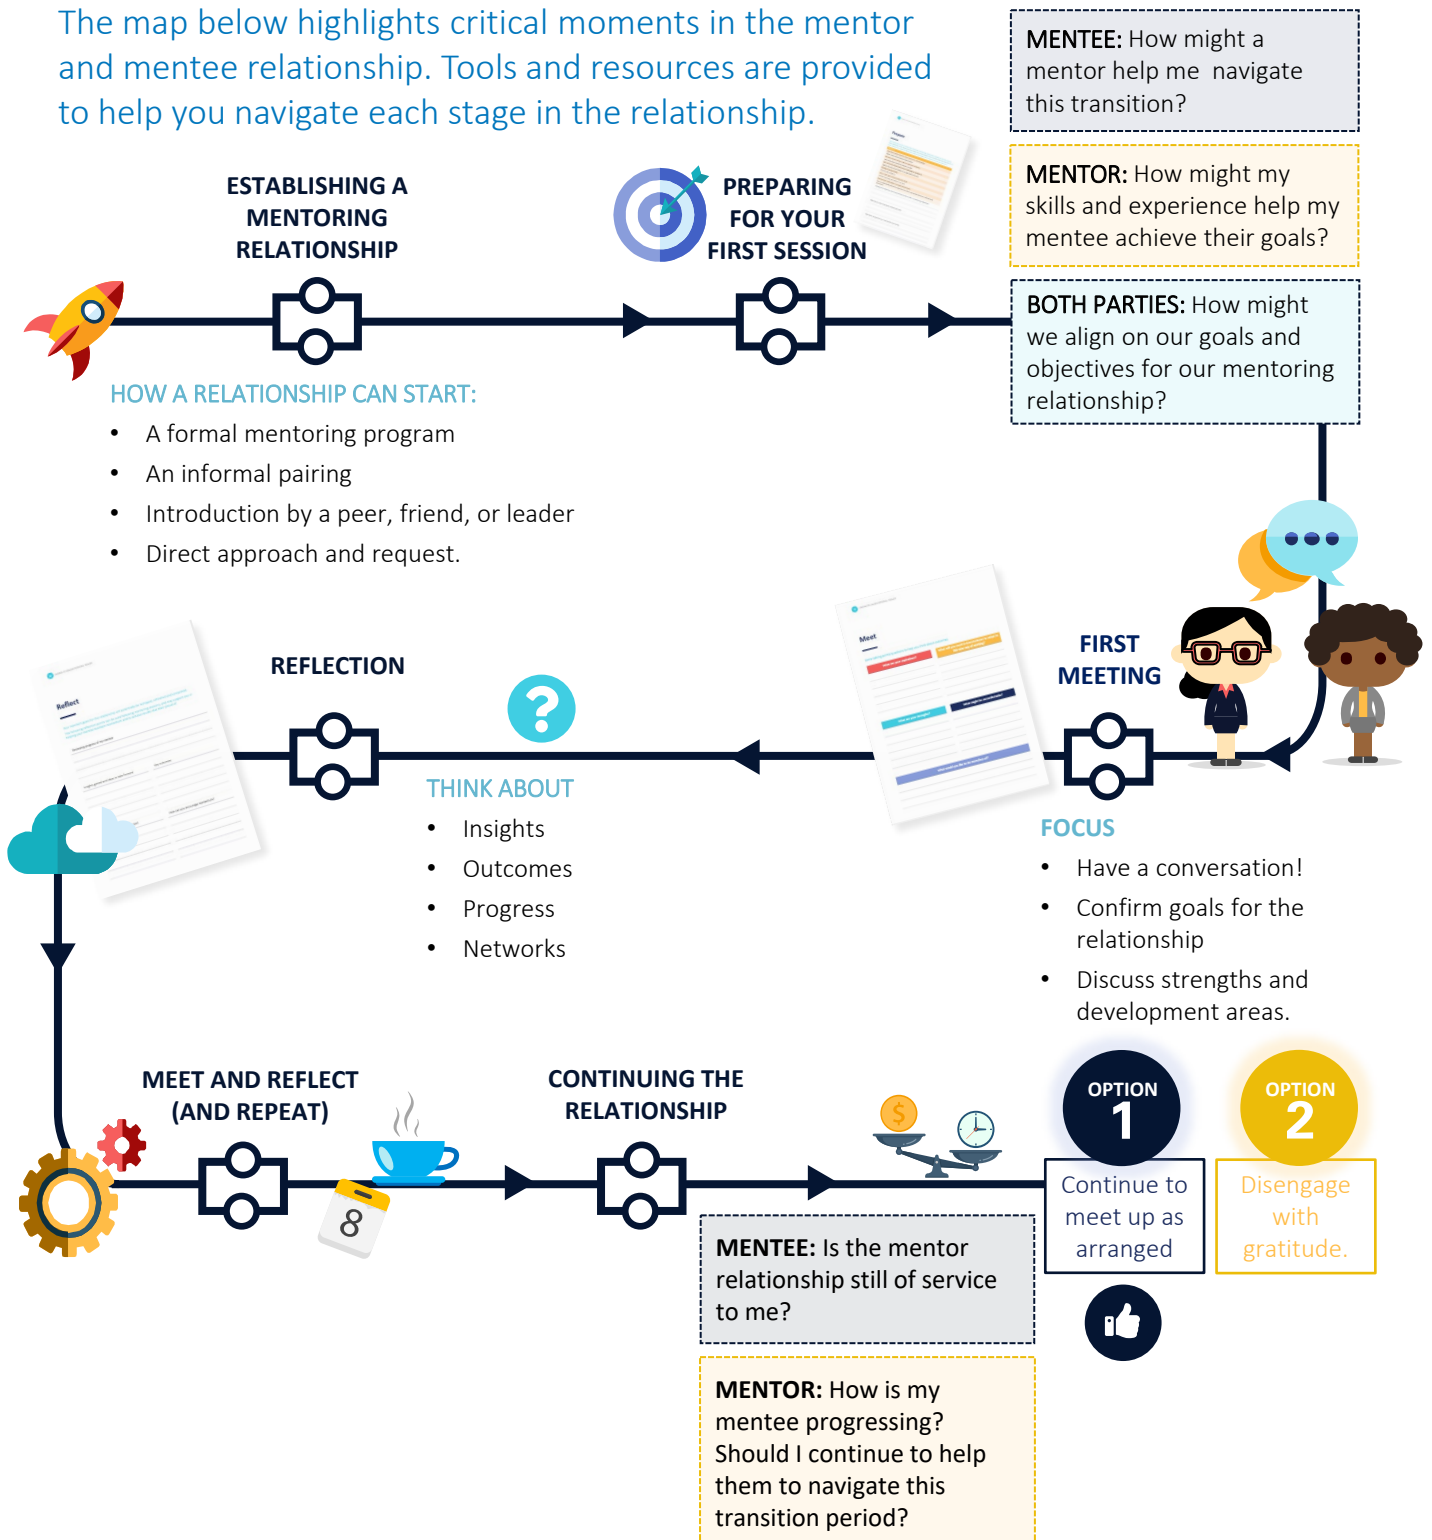 The map below highlights critical moments in the mentor
and mentee relationship. Tools and resources are provided
to help you navigate each stage in the relationship.
MENTEE: How might a
mentor help me navigate
this transition?
MENTOR: How might my
skills and experience help my
mentee achieve their goals?
BOTH PARTIES: How might
we align on our goals and
objectives for our mentoring
relationship?
ESTABLISHING A
MENTORING
RELATIONSHIP
PREPARING
FOR YOUR
FIRST SESSION
HOW A RELATIONSHIP CAN START:
• A formal mentoring program
• An informal pairing
• Introduction by a peer, friend, or leader
• Direct approach and request.
FIRST
MEETING
Meet
FOCUS
• Have a conversation!
• Confirm goals for the
relationship
• Discuss strengths and
development areas.
REFLECTION
?
Reflect
THINK ABOUT
• Insights
• Outcomes
• Progress
• Networks
MEET AND REFLECT
(AND REPEAT)
8
CONTINUING THE
RELATIONSHIP
$
MENTEE: Is the mentor
relationship still of service
to me?
MENTOR: How is my
mentee progressing?
Should I continue to help
them to navigate this
transition period?
OPTION
1
Continue to
meet up as
arranged
OPTION
2
Disengage
with
gratitude.